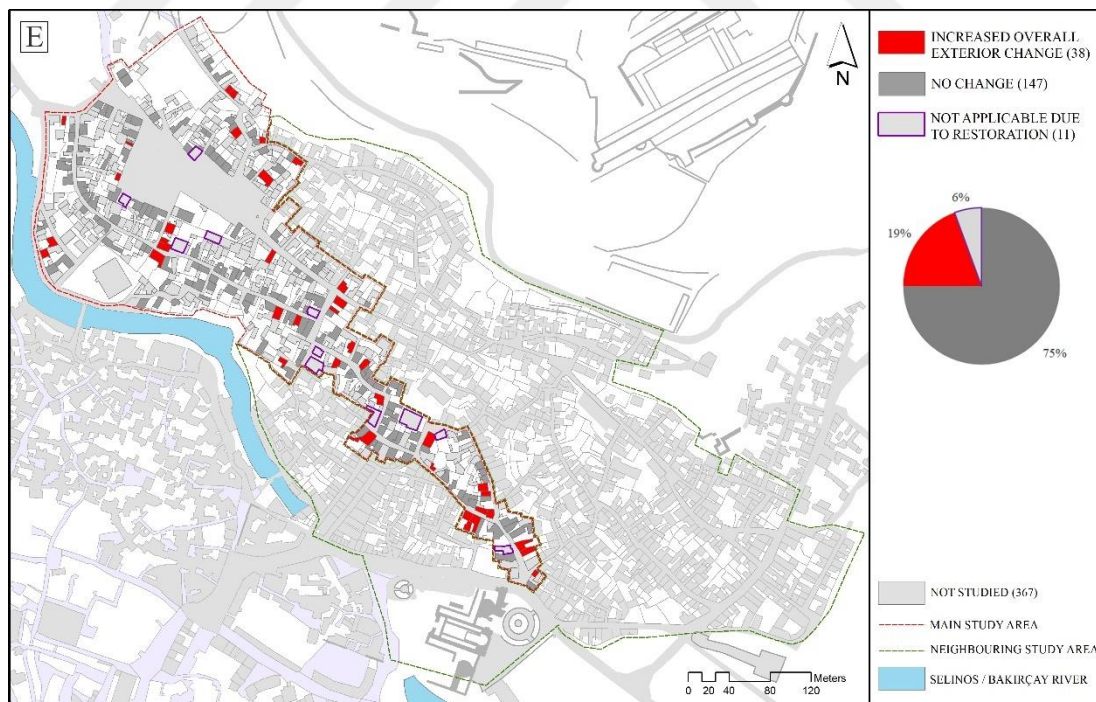 E
N
INCREASED OVERALL
EXTERIOR CHANGE (38)
NO CHANGE (147)
NOT APPLICABLE DUE
TO RESTORATION (11)
6%
19%
75%
NOT STUDIED (367)
MAIN STUDY AREA
NEIGHBOURING STUDY AREA
SELINOS / BAKIRÇAY RIVER
Meters
0 20 40 80 120